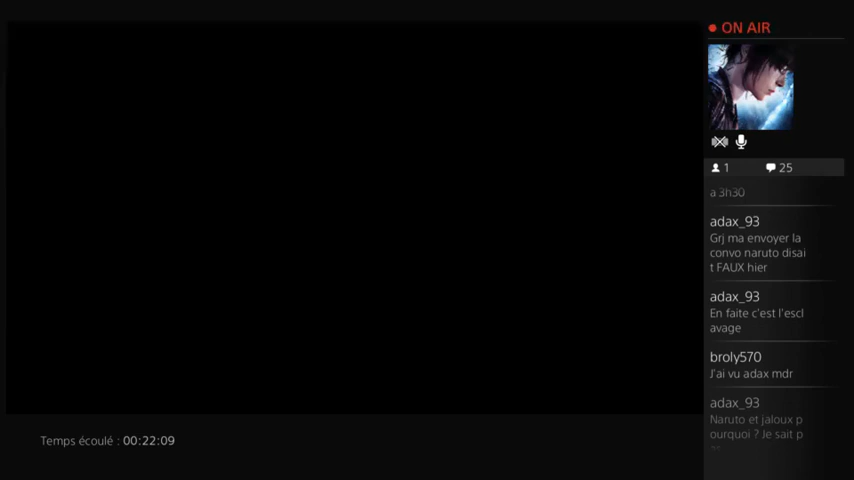 ON AIR
1 25
a 3h30
adax_93
Grj ma envoyer la
convo naruto disai
t FAUX hier
adax_93
En faite c'est l'escl
avage
broly570
J'ai vu adax mdr
adax_93
Naruto et jaloux p
ourquoi ? Je sait p
Temps écoulé : 00:22:09